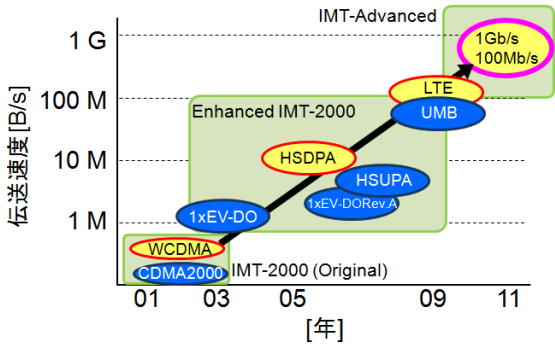 IMT-Advanced
1 G
1Gb/s
100Mb/s
100 M
LTE
Enhanced IMT-2000
UMB
10 M
HSDPA
HSUPA
1xEV-DORev.A
1xEV-DO
1 M
WCDMA
CDMA2000
IMT-2000 (Original)
伝送速度 [B/s]
01 03 05 09 11
[年]